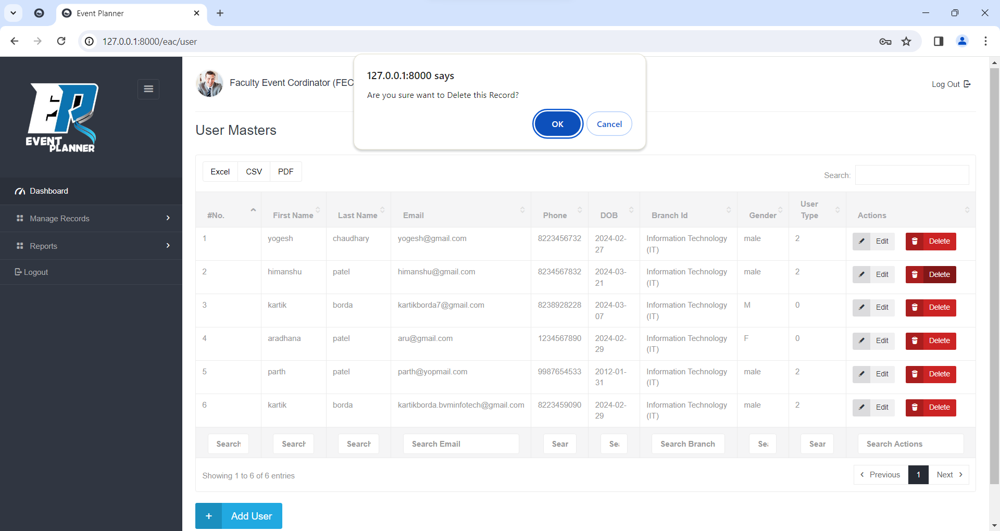 Event Planner
127.0.0.1:8000/eac/user
127.0.0.1:8000 says
Are you sure want to Delete this Record?
OK
Cancel
EVENT
PLANNER
Faculty Event Cordinator (FEC
Log Out
User Masters
Dashboard
Manage Records
Reports
Logout
Excel CSV PDF
Search:
#No. First Name Last Name Email Phone DOB Branch Id Gender User Type Actions
1 yogesh chaudhary yogesh@gmail.com 8223456732 2024-02-27 Information Technology (IT) male 2 Edit Delete
2 himanshu patel himanshu@gmail.com 8234567832 2024-03-21 Information Technology (IT) male 2 Edit Delete
3 kartik borda kartikborda7@gmail.com 8238928228 2024-03-07 Information Technology (IT) M 0 Edit Delete
4 aradhana patel aru@gmail.com 1234567890 2024-02-29 Information Technology (IT) F 0 Edit Delete
5 parth patel parth@yopmail.com 9987654533 2012-01-31 Information Technology (IT) male 2 Edit Delete
6 kartik borda kartikborda.bvminfotech@gmail.com 8223459090 2024-02-29 Information Technology (IT) male 2 Edit Delete
Search Search Search Search Email Sear Se Search Branch Se Sear Search Actions
Showing 1 to 6 of 6 entries
Previous 1 Next
+ Add User